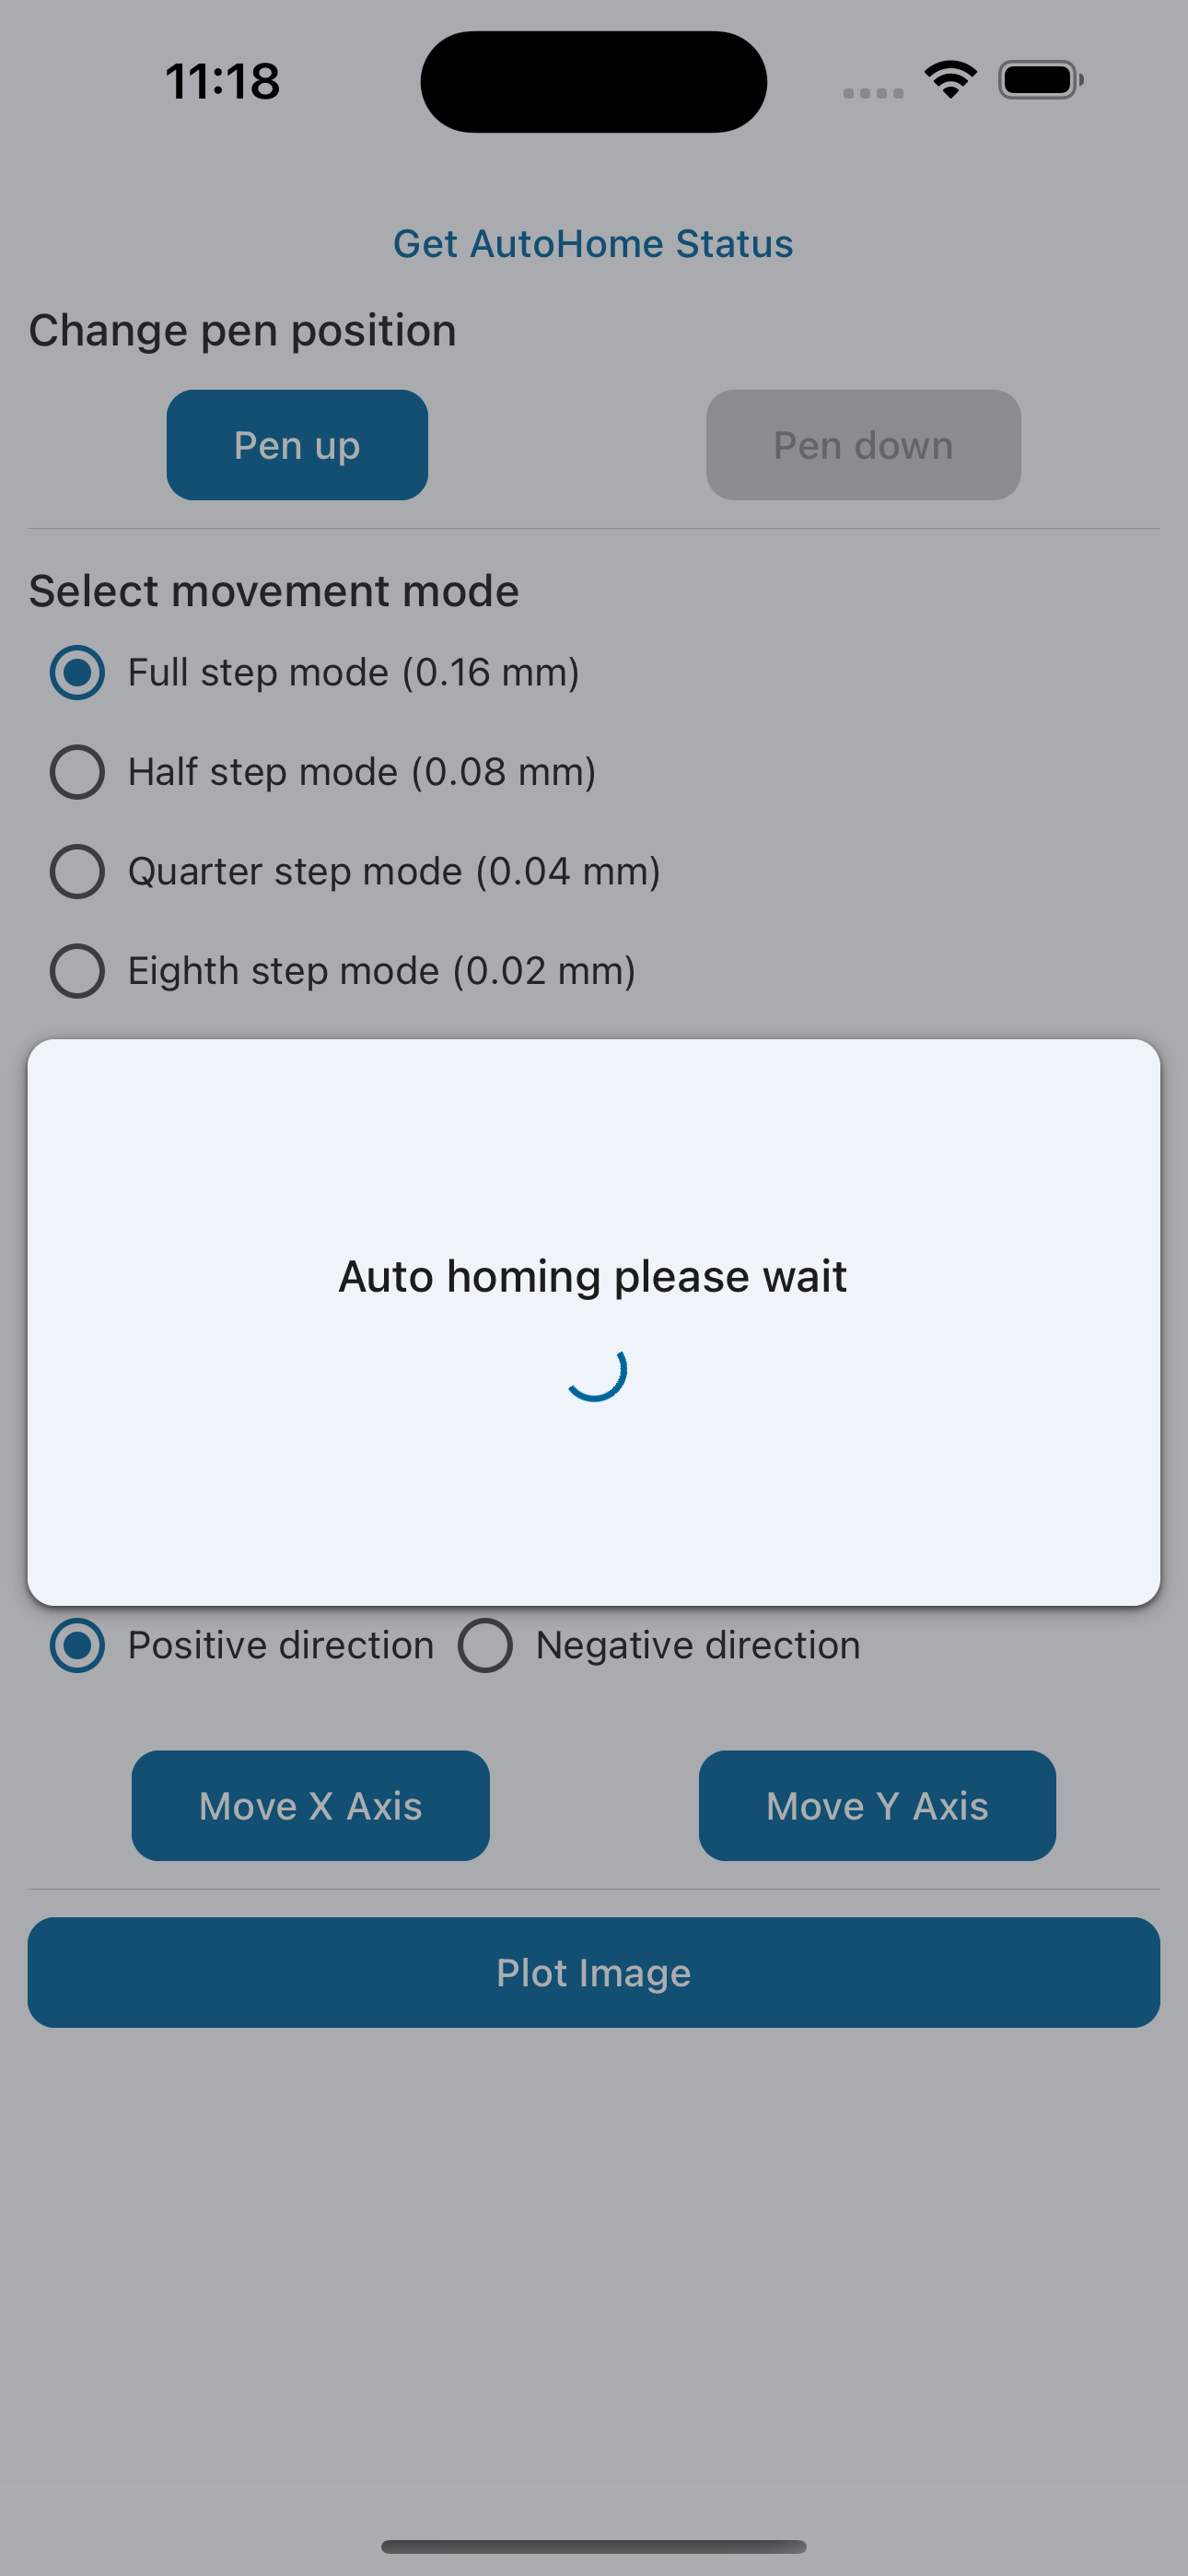 11:18
Get AutoHome Status
Change pen position
Pen up
Pen down
Select movement mode
Full step mode (0.16 mm)
Half step mode (0.08 mm)
Quarter step mode (0.04 mm)
Eighth step mode (0.02 mm)
Auto homing please wait
Positive direction
Negative direction
Move X Axis
Move Y Axis
Plot Image